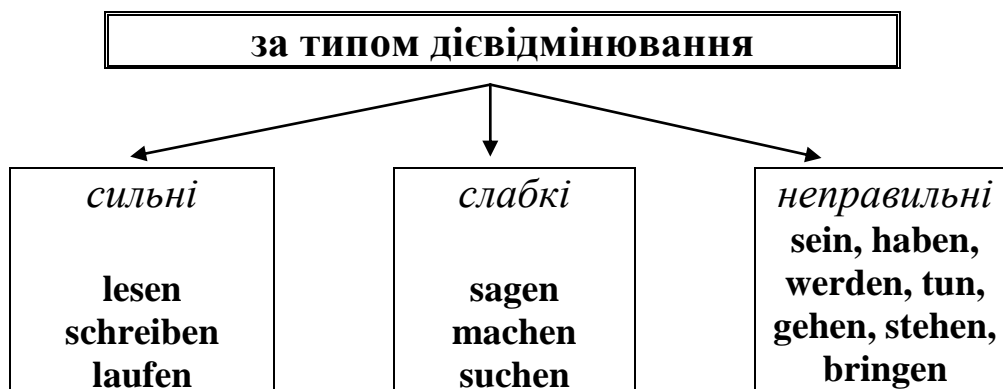 за типом дієвідмінювання
сильні
lesen
schreiben
laufen
слабкі
sagen
machen
suchen
неправильні
sein, haben,
werden, tun,
gehen, stehen,
bringen